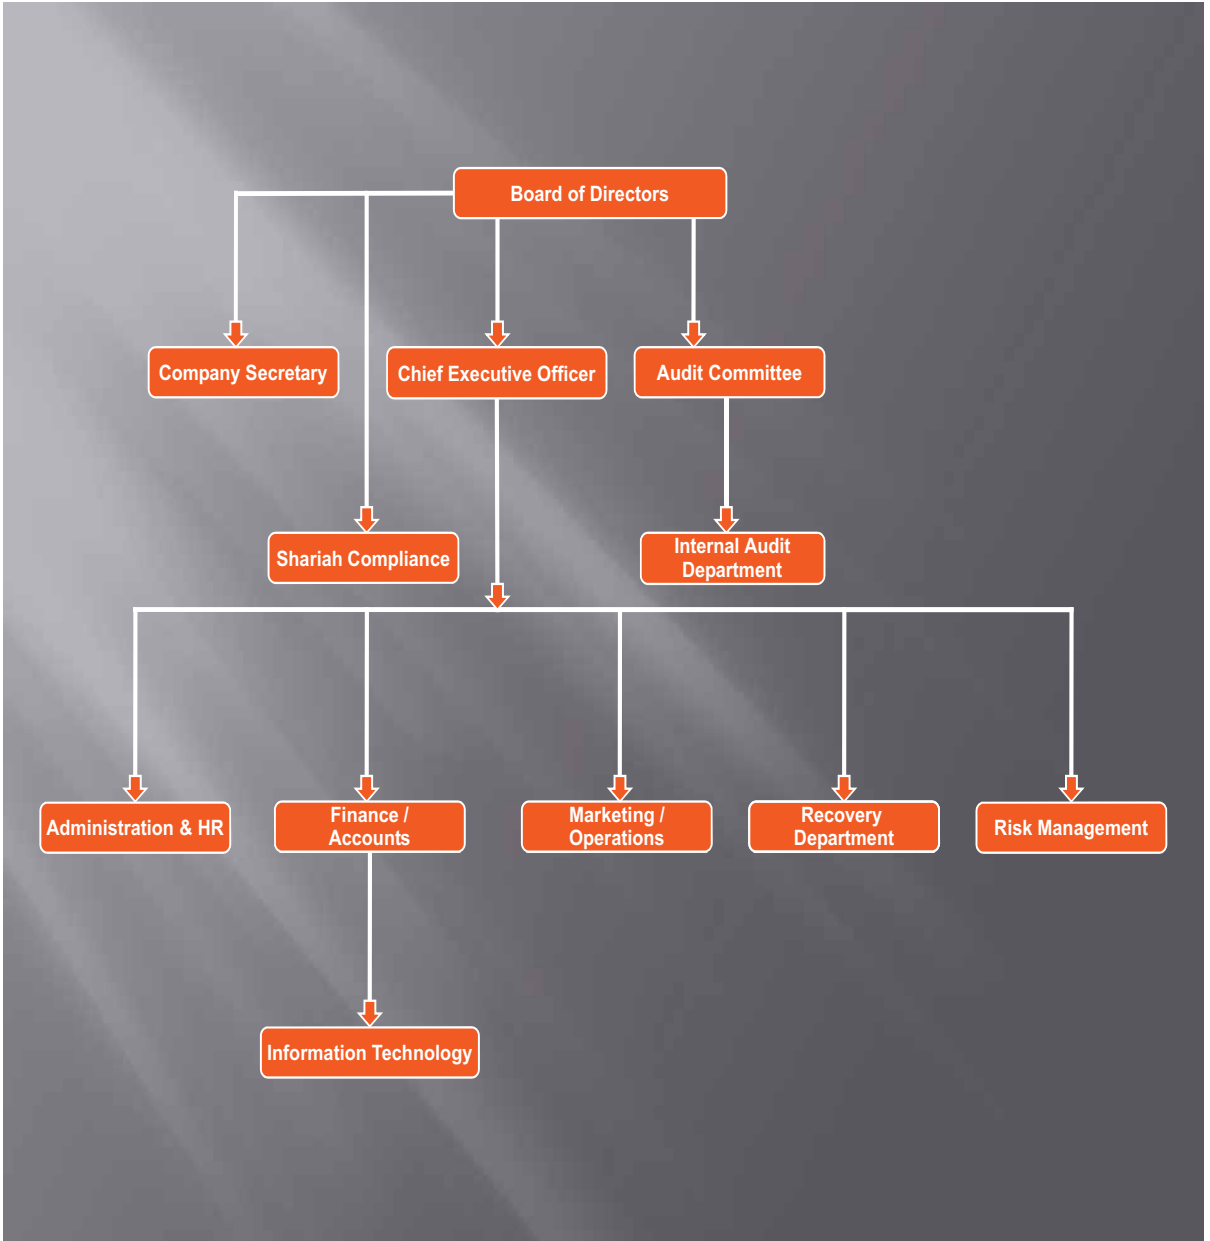 Board of Directors
Company Secretary
Chief Executive Officer
Audit Committee
Shariah Compliance
Internal Audit
Department
Administration & HR
Finance /
Accounts
Marketing /
Operations
Recovery
Department
Risk Management
Information Technology